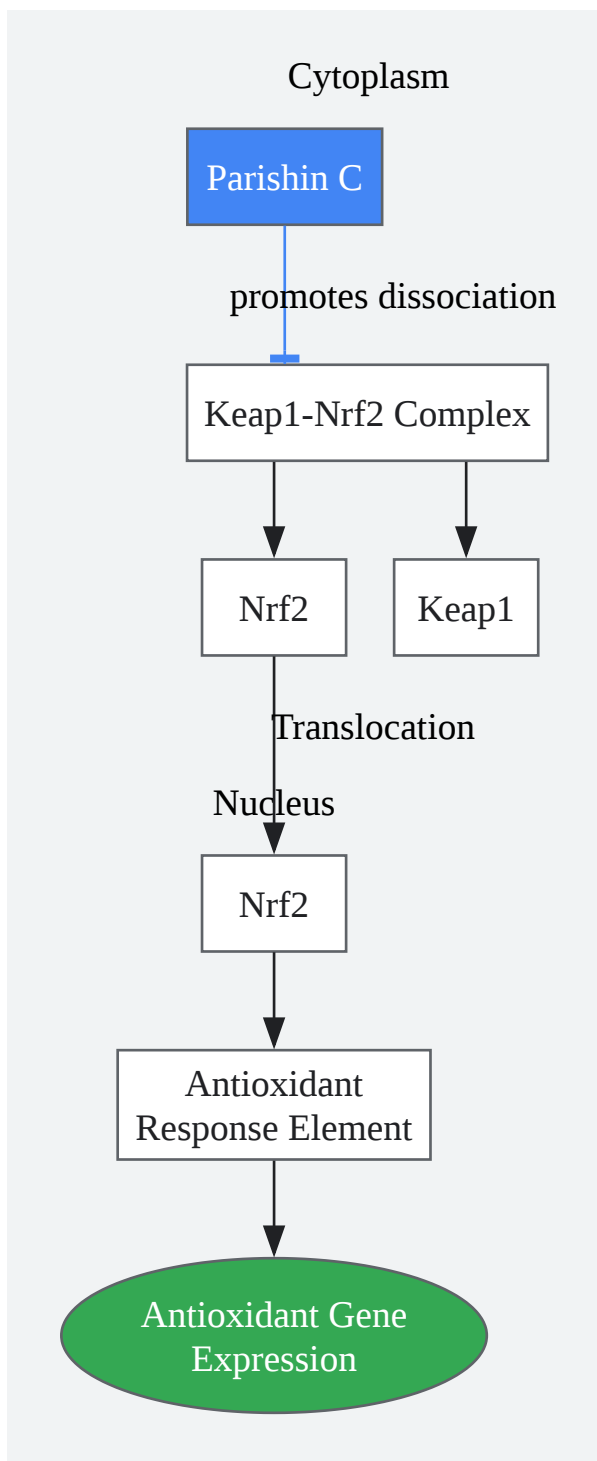 Cytoplasm
Parishin C
promotes dissociation
Keap1-Nrf2 Complex
Nrf2
Keap1
Translocation
Nucleus
Nrf2
Antioxidant
Response Element
Antioxidant Gene
Expression